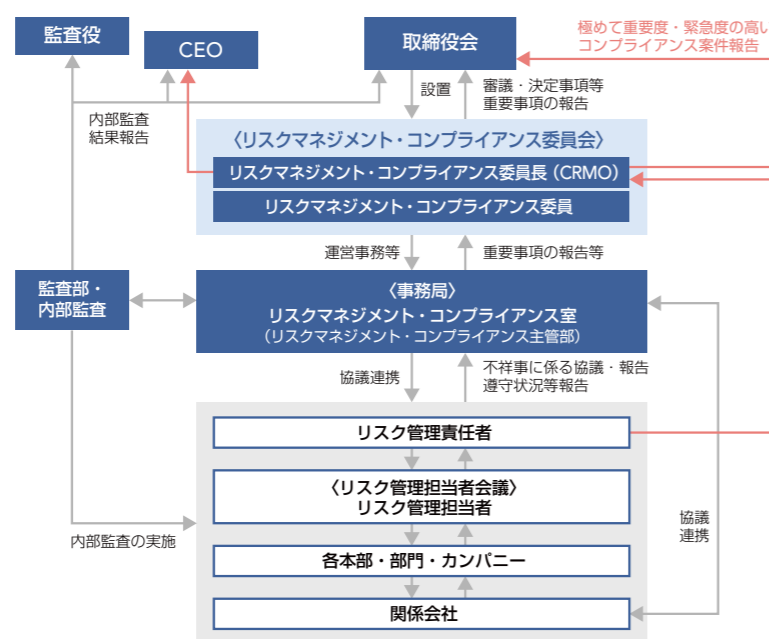 監査役
CEO
取締役会
極めて重要度・緊急度の高い
コンプライアンス案件報告
内部監査
結果報告
設置
審議・決定事項等
重要事項の報告
〈リスクマネジメント・コンプライアンス委員会〉
リスクマネジメント・コンプライアンス委員長（CRMO）
リスクマネジメント・コンプライアンス委員
運営事務等
重要事項の報告等
監査部・
内部監査
〈事務局〉
リスクマネジメント・コンプライアンス室
（リスクマネジメント・コンプライアンス主管部）
協議連携
不祥事に係る協議・報告
遵守状況等報告
リスク管理責任者
〈リスク管理担当者会議〉
リスク管理担当者
内部監査の実施
協議
連携
各本部・部門・カンパニー
関係会社